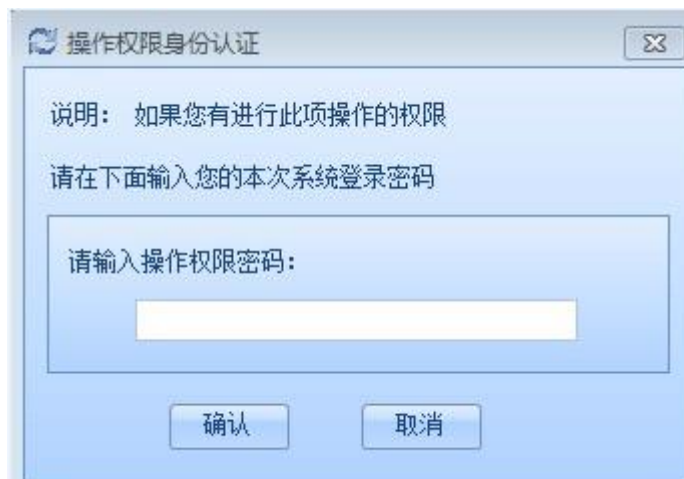 操作权限身份认证
说明： 如果您有进行此项操作的权限
请在下面输入您的本次系统登录密码
请输入操作权限密码：
确认 取消